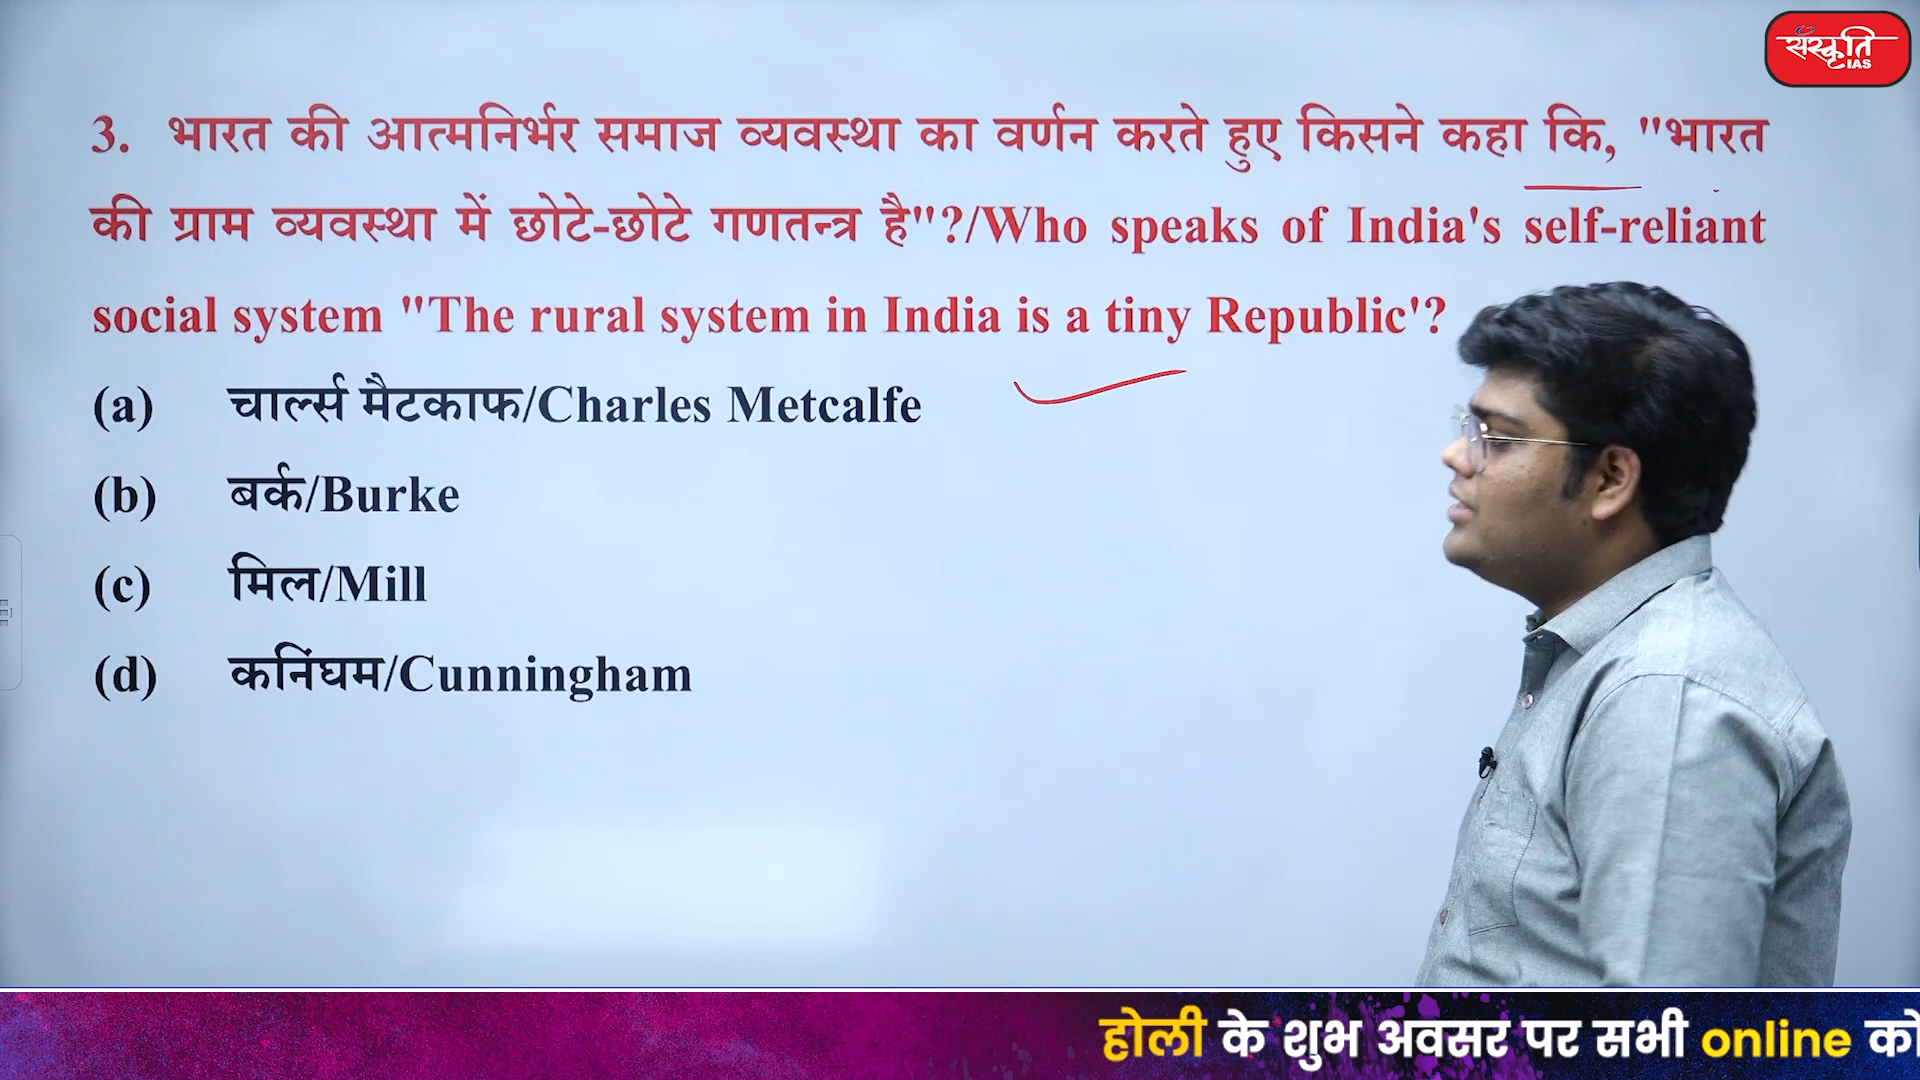 संस्कृति
IAS
3. भारत की आत्मनिर्भर समाज व्यवस्था का वर्णन करते हुए किसने कहा कि, "भारत
की ग्राम व्यवस्था में छोटे-छोटे गणतन्त्र है"?/Who speaks of India's self-reliant
social system "The rural system in India is a tiny Republic'?
(a) चार्ल्स मैटकाफ/Charles Metcalfe
(b) बर्क/Burke
(c) मिल/Mill
(d) कनिंघम/Cunningham
होली के शुभ अवसर पर सभी online को